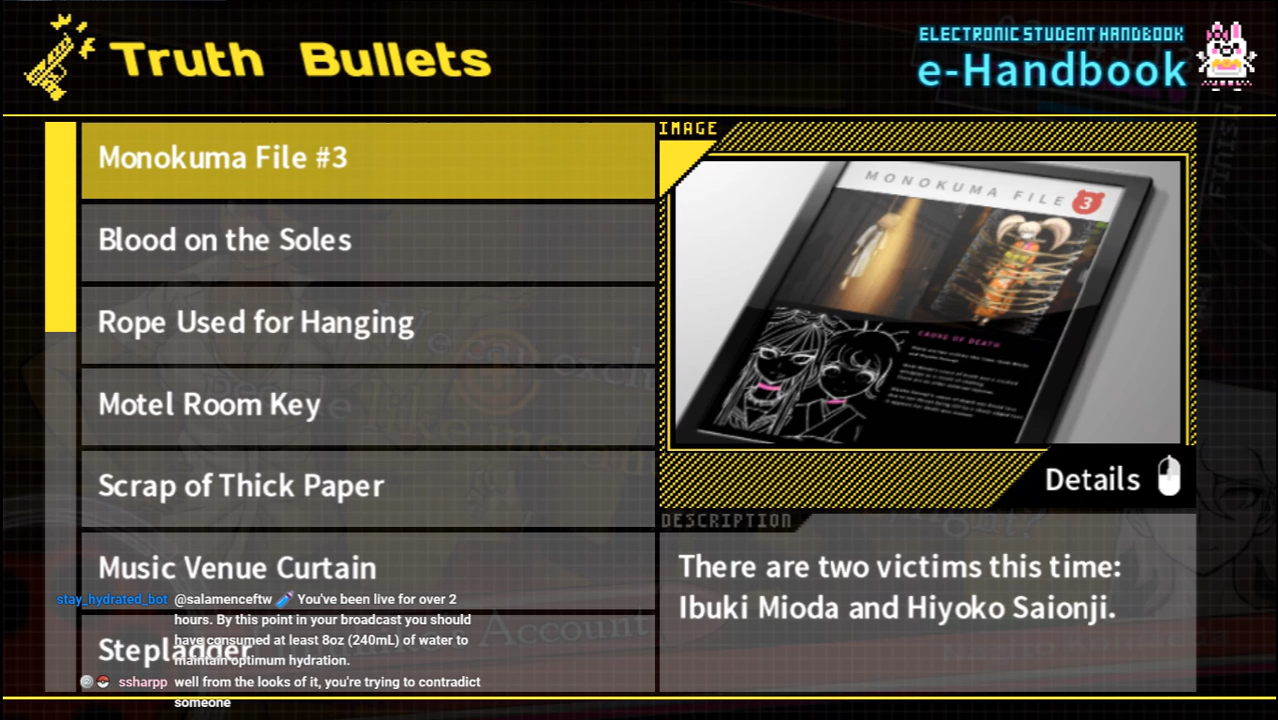 Truth Bullets
ELECTRONIC STUDENT HANDBOOK
e-Handbook
Monokuma File #3
Blood on the Soles
Rope Used for Hanging
Motel Room Key
Scrap of Thick Paper
Music Venue Curtain
Stepladder
IMAGE
MONOKUMA FILE 3
CAUSE OF DEATH
Details
DESCRIPTION
There are two victims this time:
Ibuki Mioda and Hiyoko Saionji.
stay_hydrated_bot @salamenceftw You've been live for over 2
hours. By this point in your broadcast you should
have consumed at least 8oz (240mL) of water to
maintain optimum hydration.
ssharpp well from the looks of it, you're trying to contradict
someone
Account